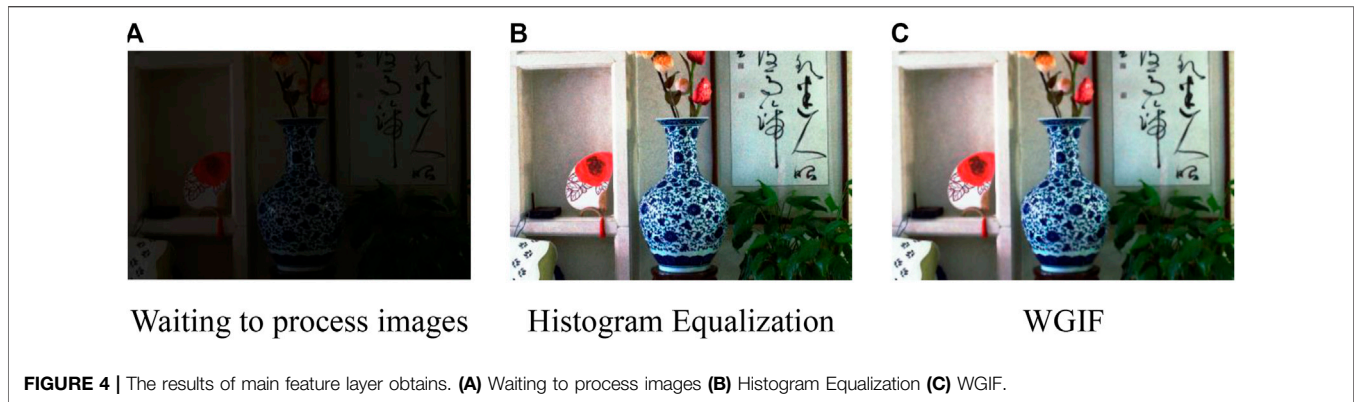 A
B
C
Waiting to process images
Histogram Equalization
WGIF
FIGURE 4 | The results of main feature layer obtains. (A) Waiting to process images (B) Histogram Equalization (C) WGIF.